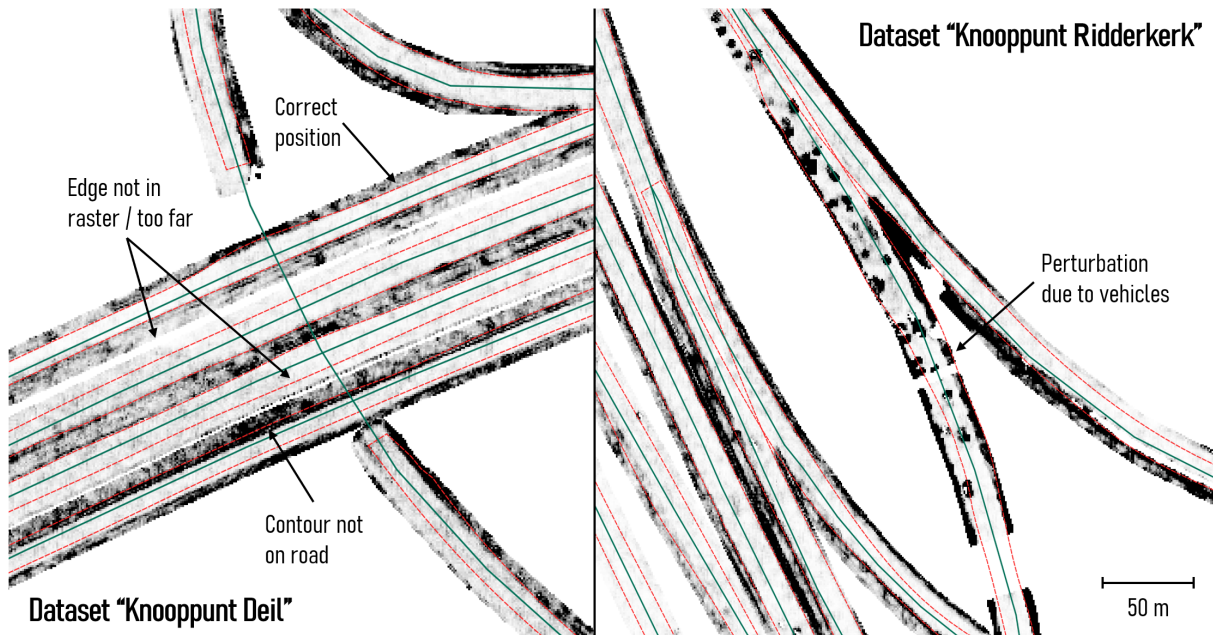 Dataset “Knooppunt Ridderkerk”
Correct
position
Edge not in
raster / too far
Perturbation
due to vehicles
Contour not
on road
Dataset “Knooppunt Deil”
50 m